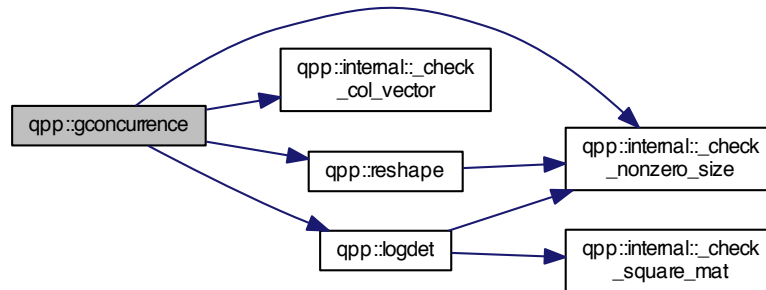 qpp::internal::_check
_col_vector
qpp::gconcurrence
qpp::internal::_check
_nonzero_size
qpp::reshape
qpp::logdet
qpp::internal::_check
_square_mat